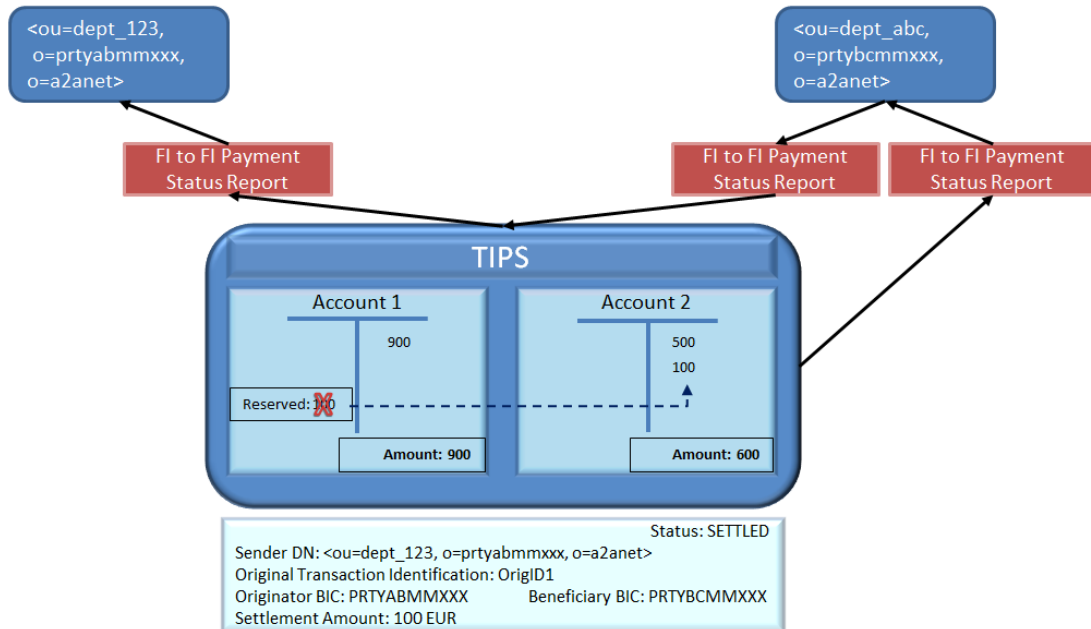 <ou=dept_123,
o=prtyabmmxxx,
o=a2anet>
<ou=dept_abc,
o=prtybcmmxxx,
o=a2anet>
FI to FI Payment
Status Report
FI to FI Payment
Status Report
FI to FI Payment
Status Report
TIPS
Account 1
900
Reserved: 100
Amount: 900
Account 2
500
100
Amount: 600
Status: SETTLED
Sender DN: <ou=dept_123, o=prtyabmmxxx, o=a2anet>
Original Transaction Identification: OrigID1
Originator BIC: PRTYABMMXXX Beneficiary BIC: PRTYBCMMXXX
Settlement Amount: 100 EUR